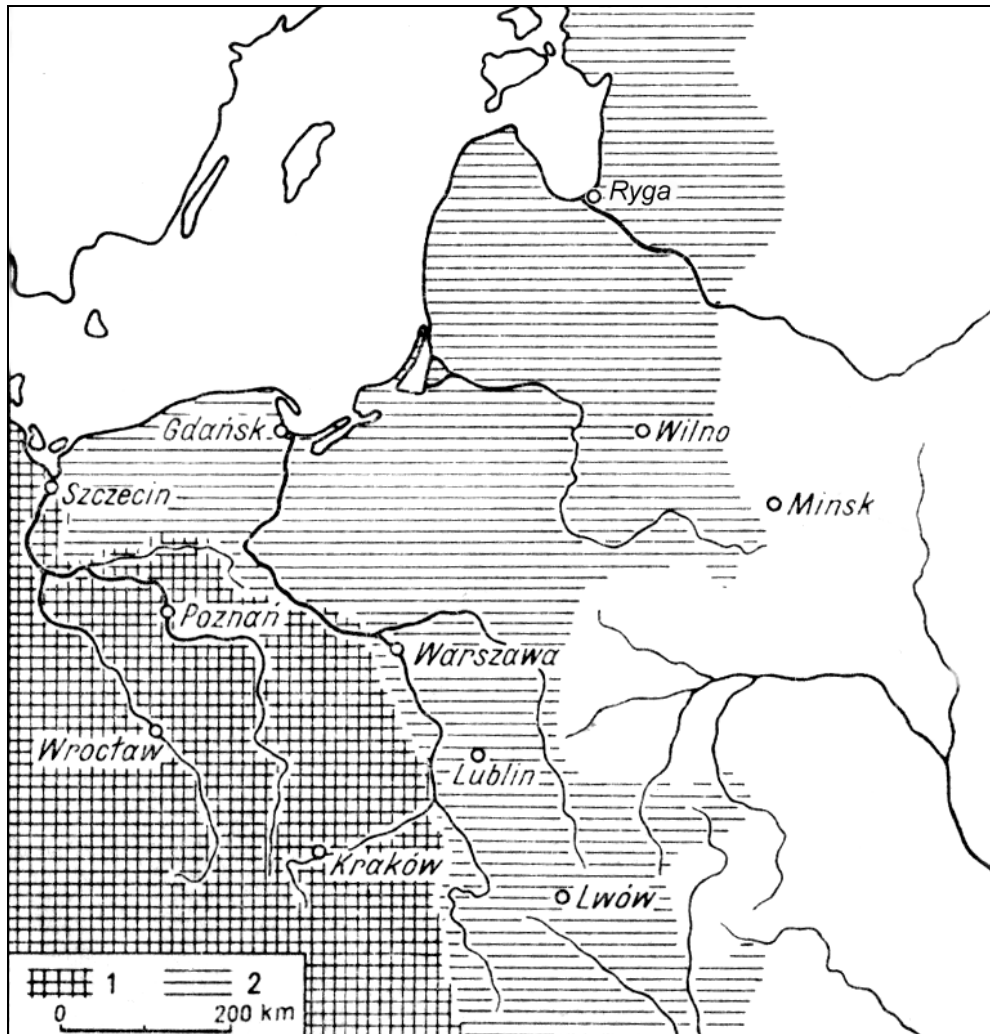 Ryga
Gdańsk
Wilno
Szczecin
Minsk
Poznań
Warszawa
Wrocław
Lublin
Kraków
Lwów
1 2
0 200 km